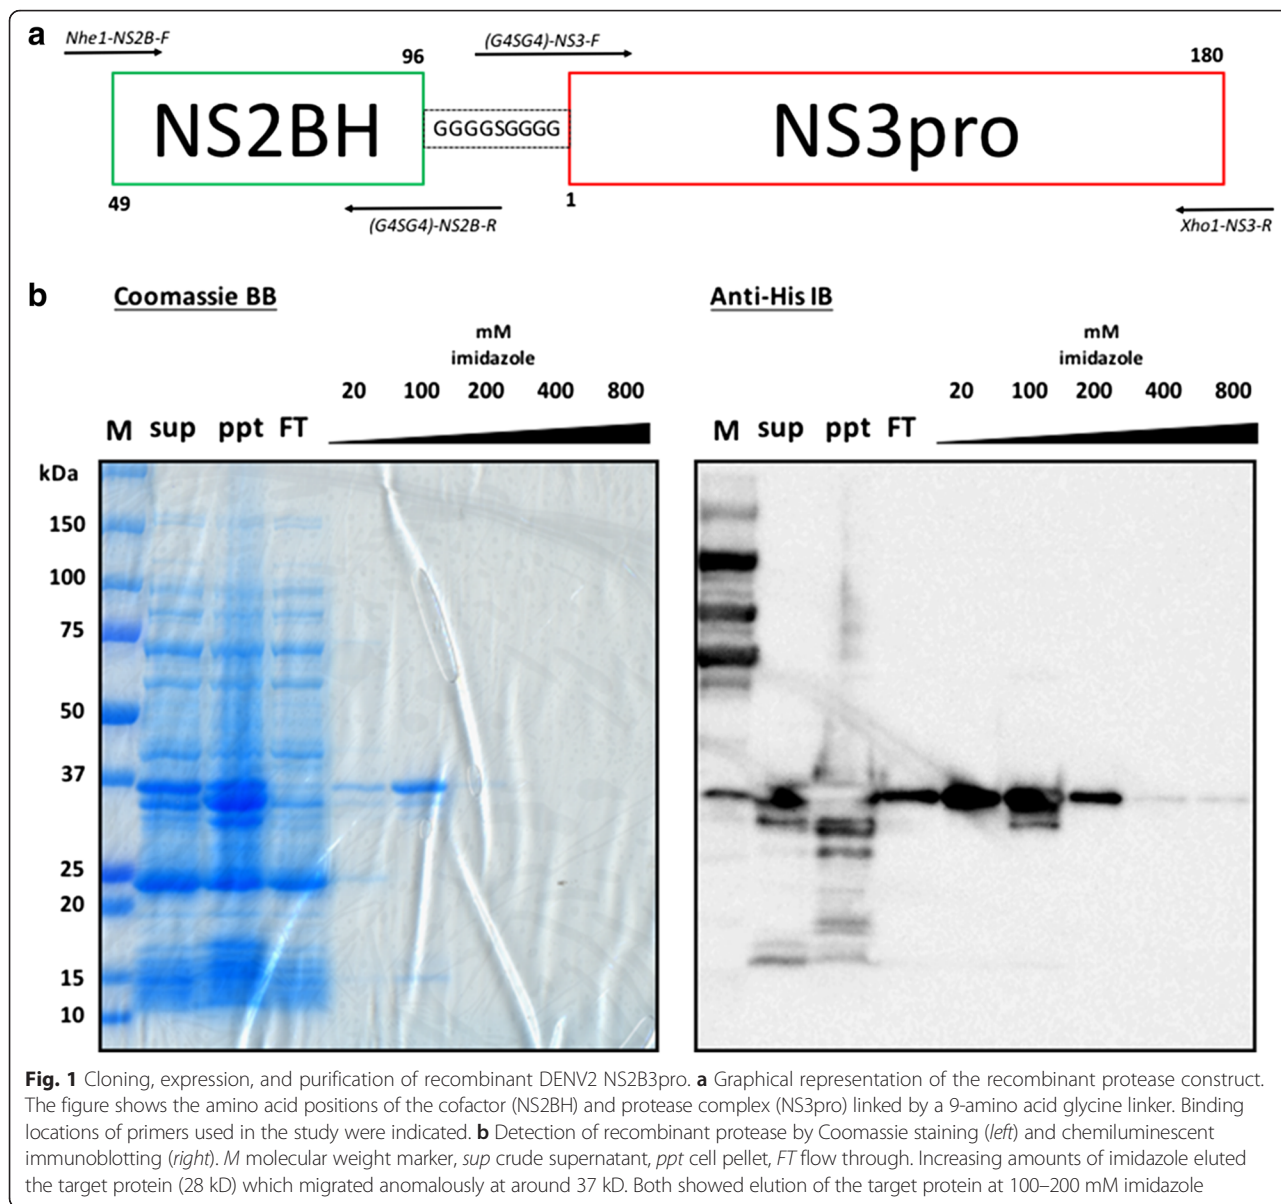 a
Nhe1-NS2B-F
(G4SG4)-NS3-F
96
180
NS2BH
GGGGSGGGG
NS3pro
49
1
(G4SG4)-NS2B-R
Xho1-NS3-R
b
Coomassie BB
Anti-His IB
mM
imidazole
20 100 200 400 800
M sup ppt FT
mM
imidazole
20 100 200 400 800
M sup ppt FT
kDa
150
100
75
50
37
25
20
15
10
Fig. 1 Cloning, expression, and purification of recombinant DENV2 NS2B3pro. a Graphical representation of the recombinant protease construct.
The figure shows the amino acid positions of the cofactor (NS2BH) and protease complex (NS3pro) linked by a 9-amino acid glycine linker. Binding
locations of primers used in the study were indicated. b Detection of recombinant protease by Coomassie staining (left) and chemiluminescent
immunoblotting (right). M molecular weight marker, sup crude supernatant, ppt cell pellet, FT flow through. Increasing amounts of imidazole eluted
the target protein (28 kD) which migrated anomalously at around 37 kD. Both showed elution of the target protein at 100–200 mM imidazole